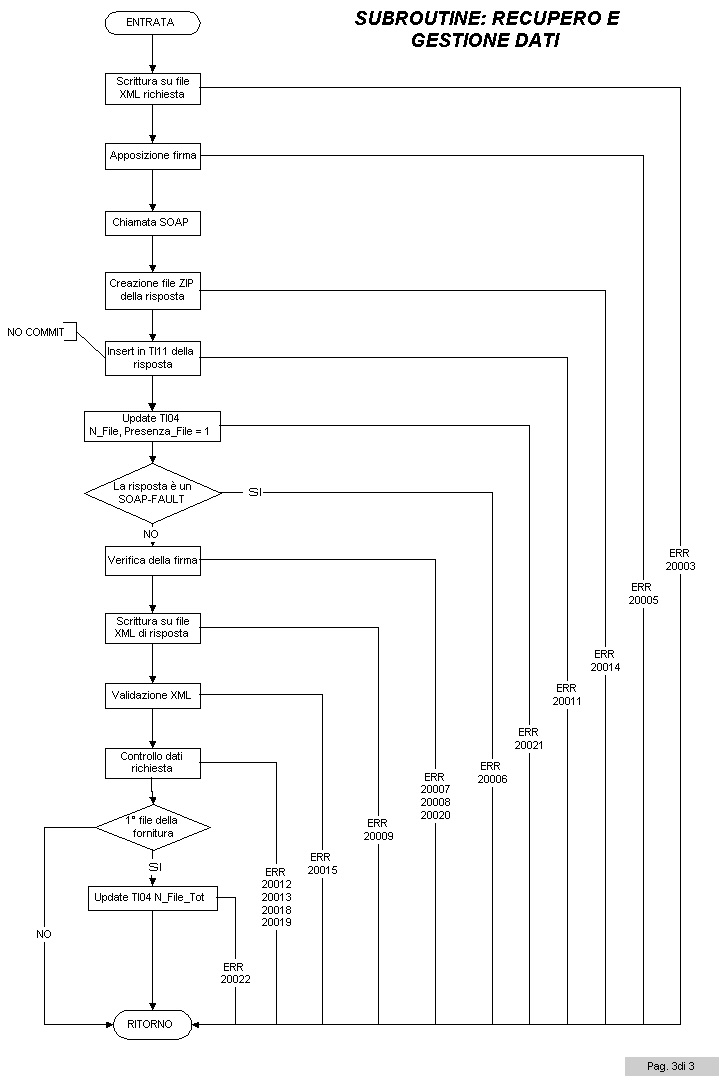 SUBROUTINE: RECUPERO E
GESTIONE DATI
ENTRATA
Scrittura su file
XML richiesta
Apposizione firma
Chiamata SOAP
Creazione file ZIP
della risposta
NO COMMIT
Insert in TI11 della
risposta
Update TI04
N_File, Presenza_File = 1
La risposta è un
SOAP-FAULT
SI
NO
Verifica della firma
Scrittura su file
XML di risposta
Validazione XML
Controllo dati
richiesta
1° file della
fornitura
SI
Update TI04 N_File_Tot
NO
ERR
20022
ERR
20012
20013
20018
20019
ERR
20015
ERR
20009
ERR
20007
20008
20020
ERR
20006
ERR
20021
ERR
20011
ERR
20014
ERR
20005
ERR
20003
RITORNO
Pag. 3di 3